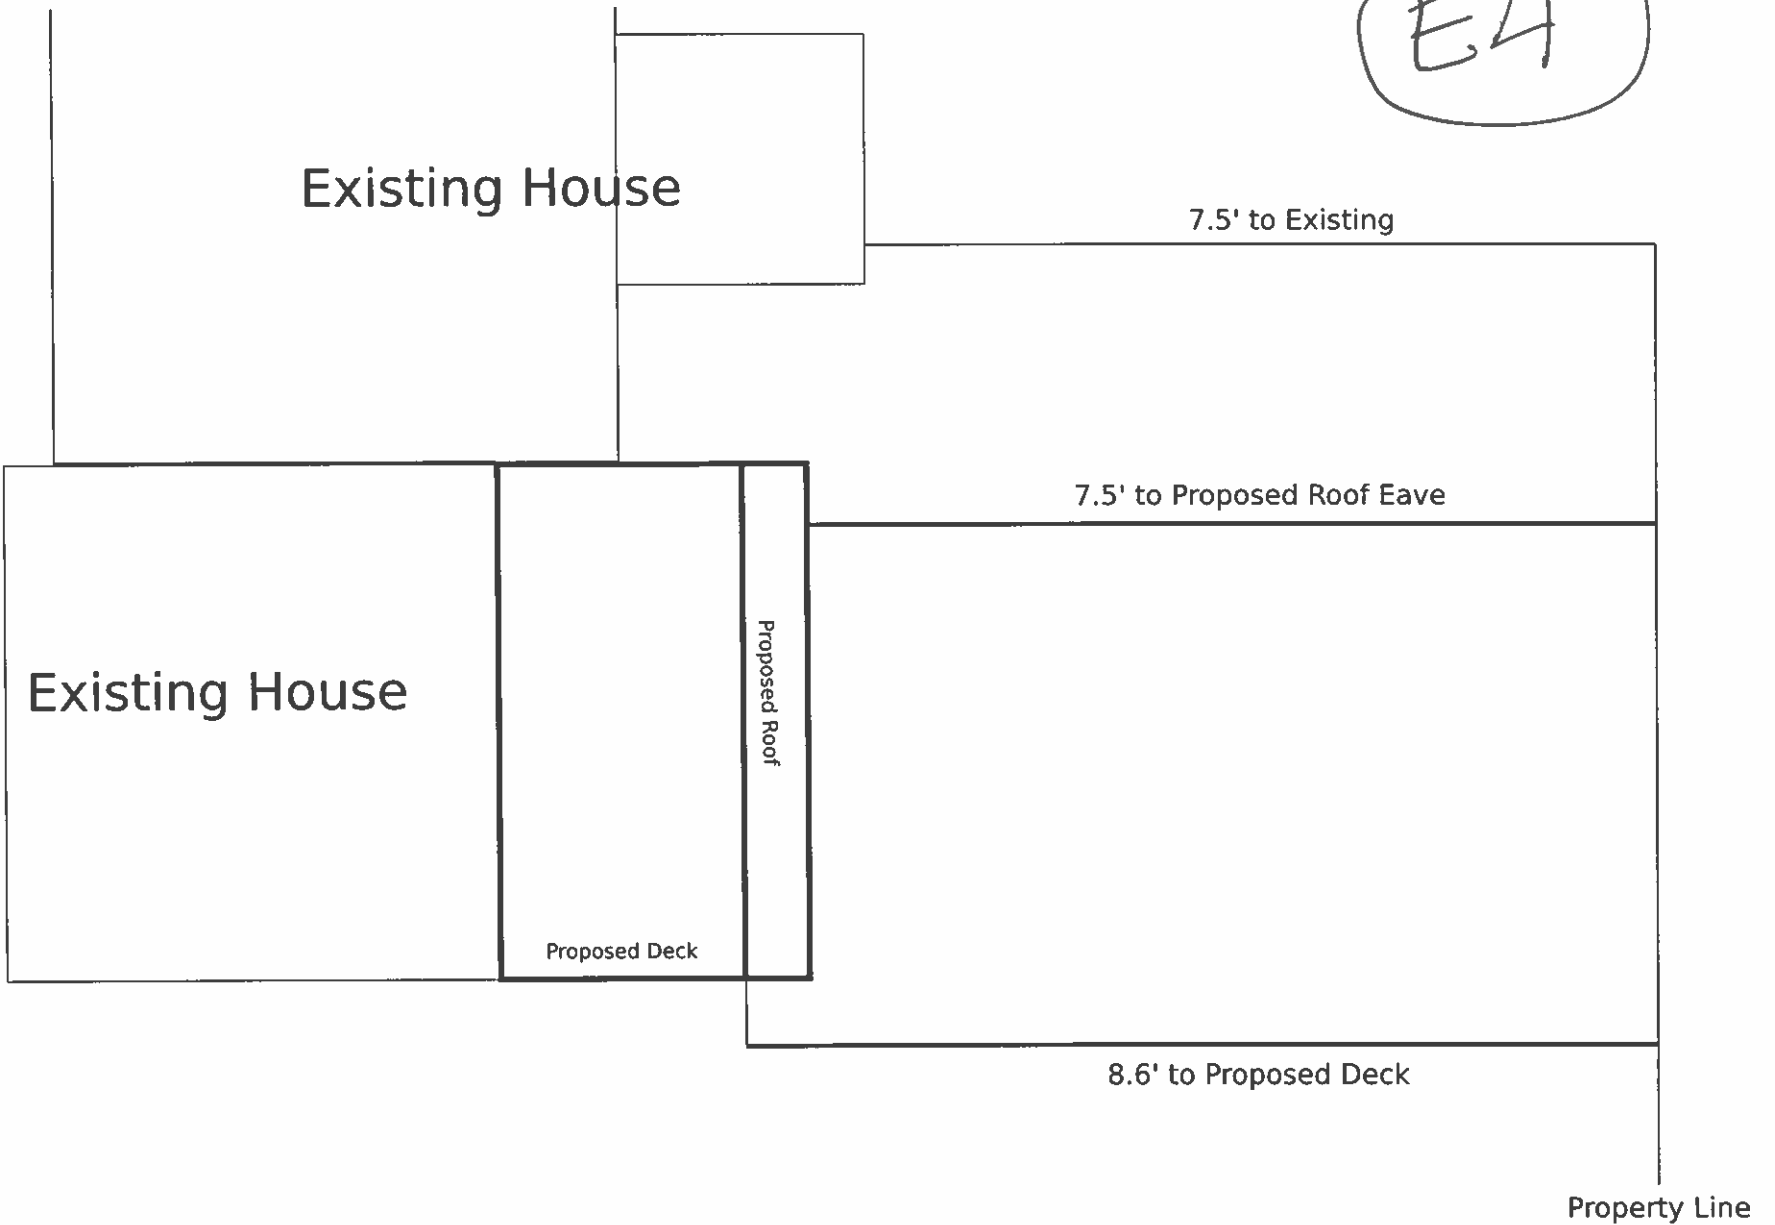 E4
Existing House
7.5' to Existing
7.5' to Proposed Roof Eave
Proposed Roof
Existing House
Proposed Deck
8.6' to Proposed Deck
Property Line